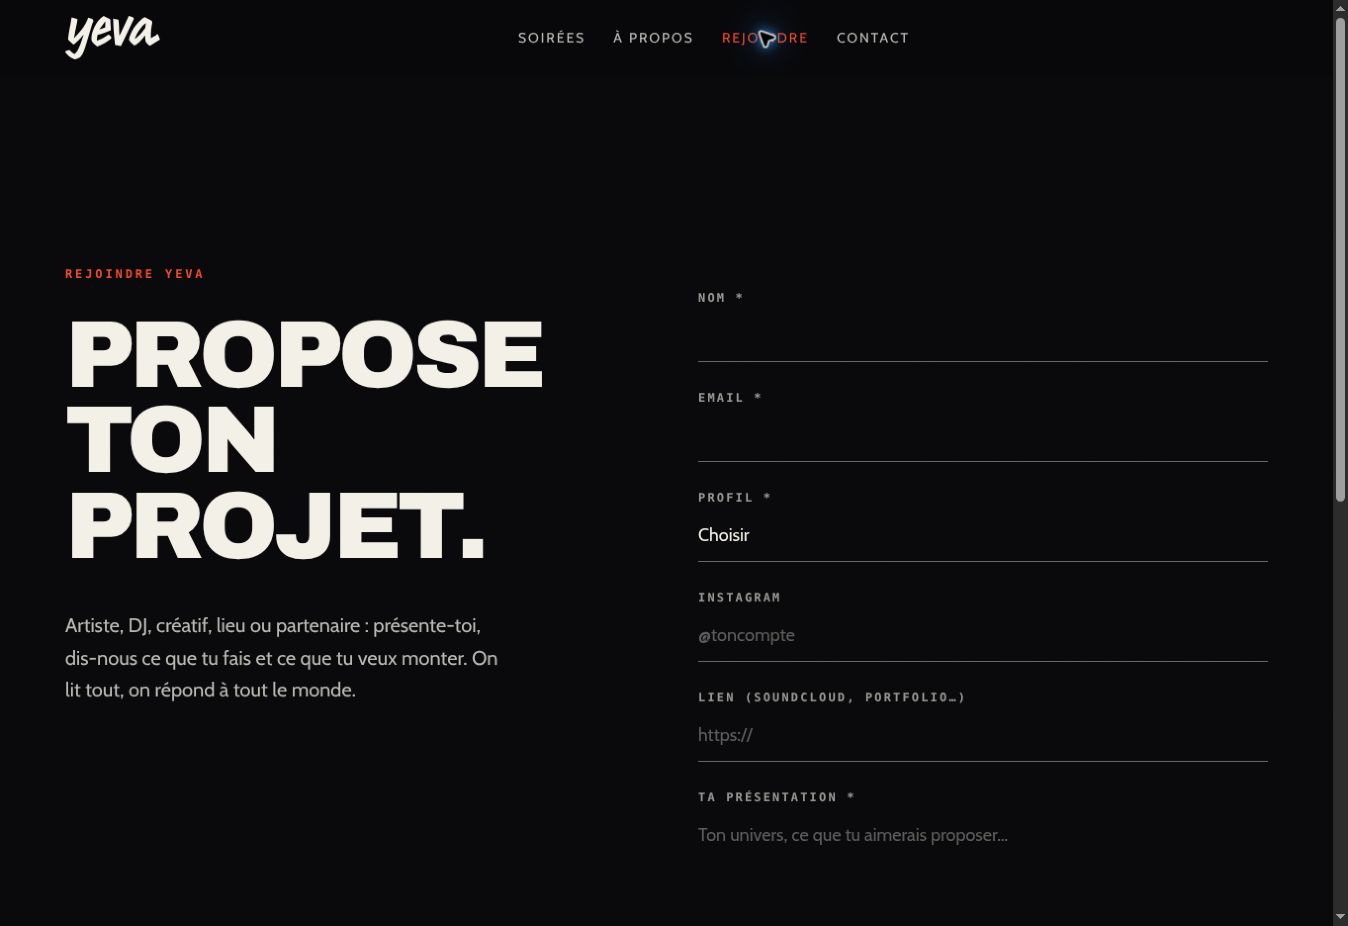 yeva
SOIRÉES À PROPOS REJOINDRE CONTACT
REJOINDRE YEVA
PROPOSE
TON
PROJET.
Artiste, DJ, créatif, lieu ou partenaire : présente-toi,
dis-nous ce que tu fais et ce que tu veux monter. On
lit tout, on répond à tout le monde.
NOM *
EMAIL *
PROFIL *
Choisir
INSTAGRAM
@toncompte
LIEN (SOUNDCLOUD, PORTFOLIO…)
https://
TA PRÉSENTATION *
Ton univers, ce que tu aimerais proposer…